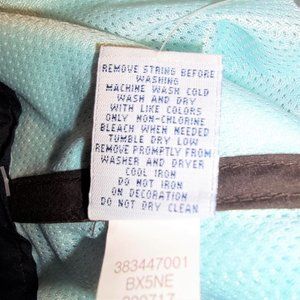 REMOVE STRING BEFORE
WASHING
MACHINE WASH COLD
WASH AND DRY
WITH LIKE COLORS
ONLY NON-CHLORINE
BLEACH WHEN NEEDED
TUMBLE DRY LOW
REMOVE PROMPTLY FROM
WASHER AND DRYER
COOL IRON
DO NOT IRON
ON DECORATION
DO NOT DRY CLEAN
383447001
BX5NE